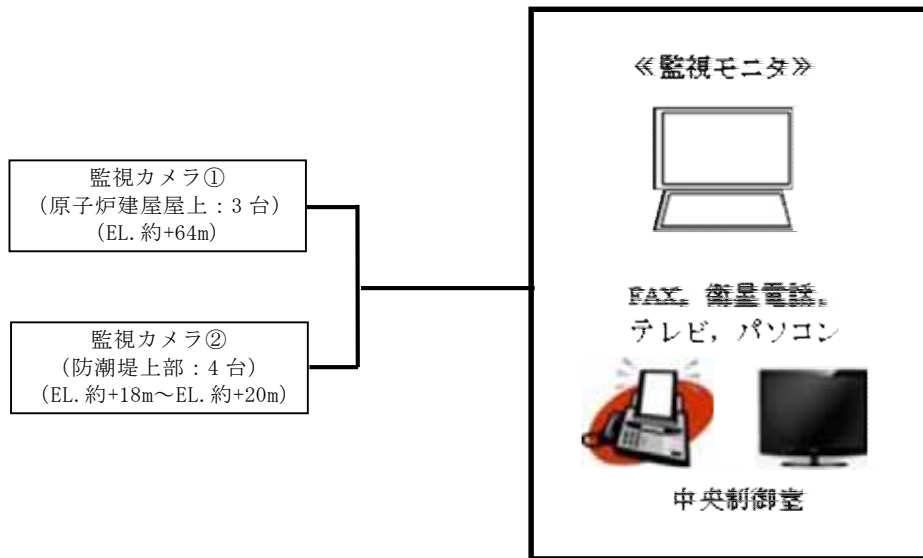 ≪監視モニタ≫
監視カメラ①
(原子炉建屋屋上:3台)
(EL.約+64m)
監視カメラ②
(防潮堤上部:4台)
(EL.約+18m~EL.約+20m)
FAX, 衛星電話,
テレビ, パソコン
中央制御室